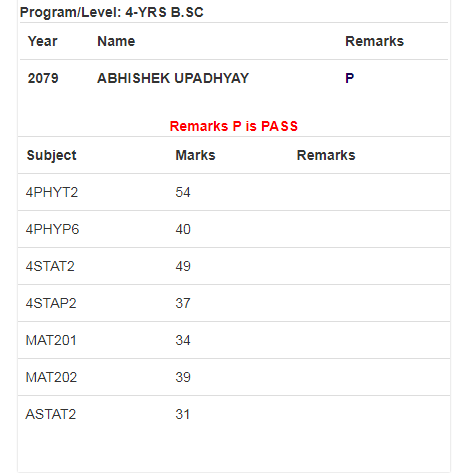 Program/Level: 4-YRS B.SC
Year Name Remarks
2079 ABHISHEK UPADHYAY P
Remarks P is PASS
Subject Marks Remarks
4PHYT2 54
4PHYP6 40
4STAT2 49
4STAP2 37
MAT201 34
MAT202 39
ASTAT2 31